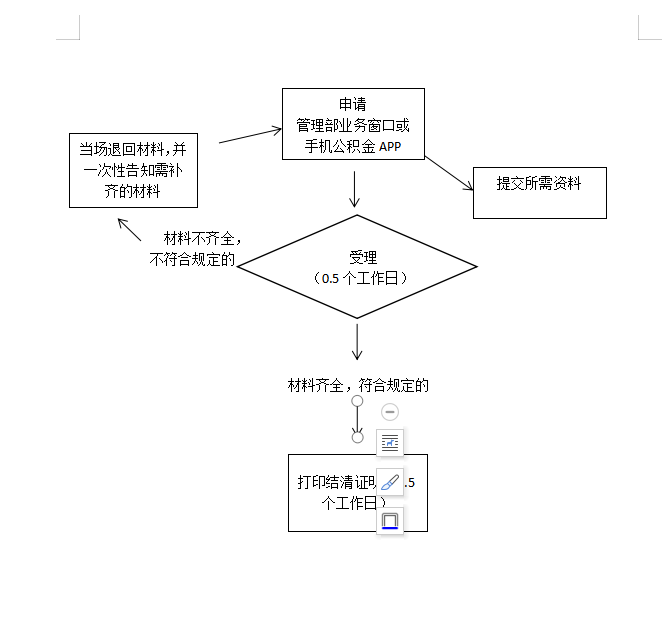 申请
管理部业务窗口或
手机公积金 APP
当场退回材料，并
一次性告知需补
齐的材料
提交所需资料
材料不齐全，
不符合规定的
受理
（0.5 个工作日）
材料齐全，符合规定的
打印结清证明 .5
个工作日）